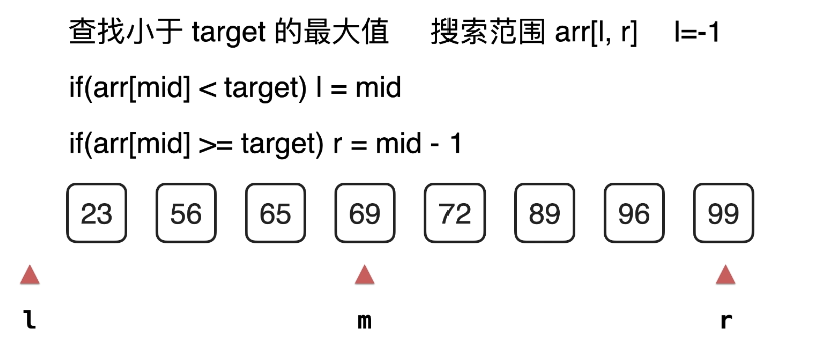 查找小于 target 的最大值 搜索范围 arr[l, r] l=-1
if(arr[mid] < target) l = mid
if(arr[mid] >= target) r = mid - 1
23 56 65 69 72 89 96 99
l m r